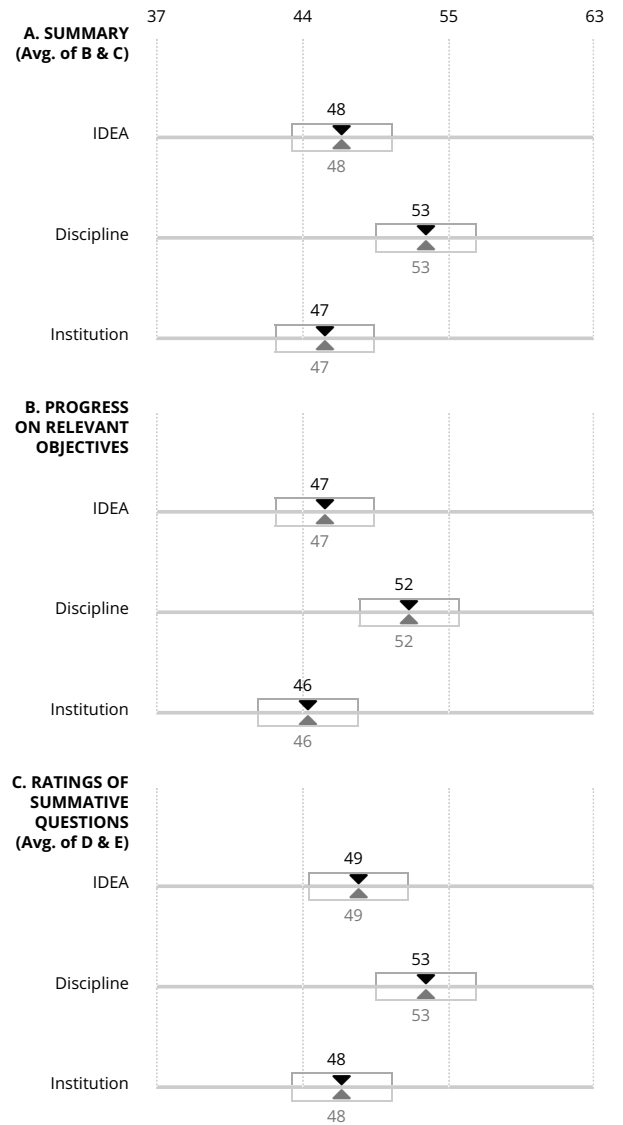 37 44 55 63
A. SUMMARY
(Avg. of B & C)
48
IDEA
48
53
Discipline
53
47
Institution
47
B. PROGRESS
ON RELEVANT
OBJECTIVES
47
IDEA
47
52
Discipline
52
46
Institution
46
C. RATINGS OF
SUMMATIVE
QUESTIONS
(Avg. of D & E)
49
IDEA
49
53
Discipline
53
48
Institution
48